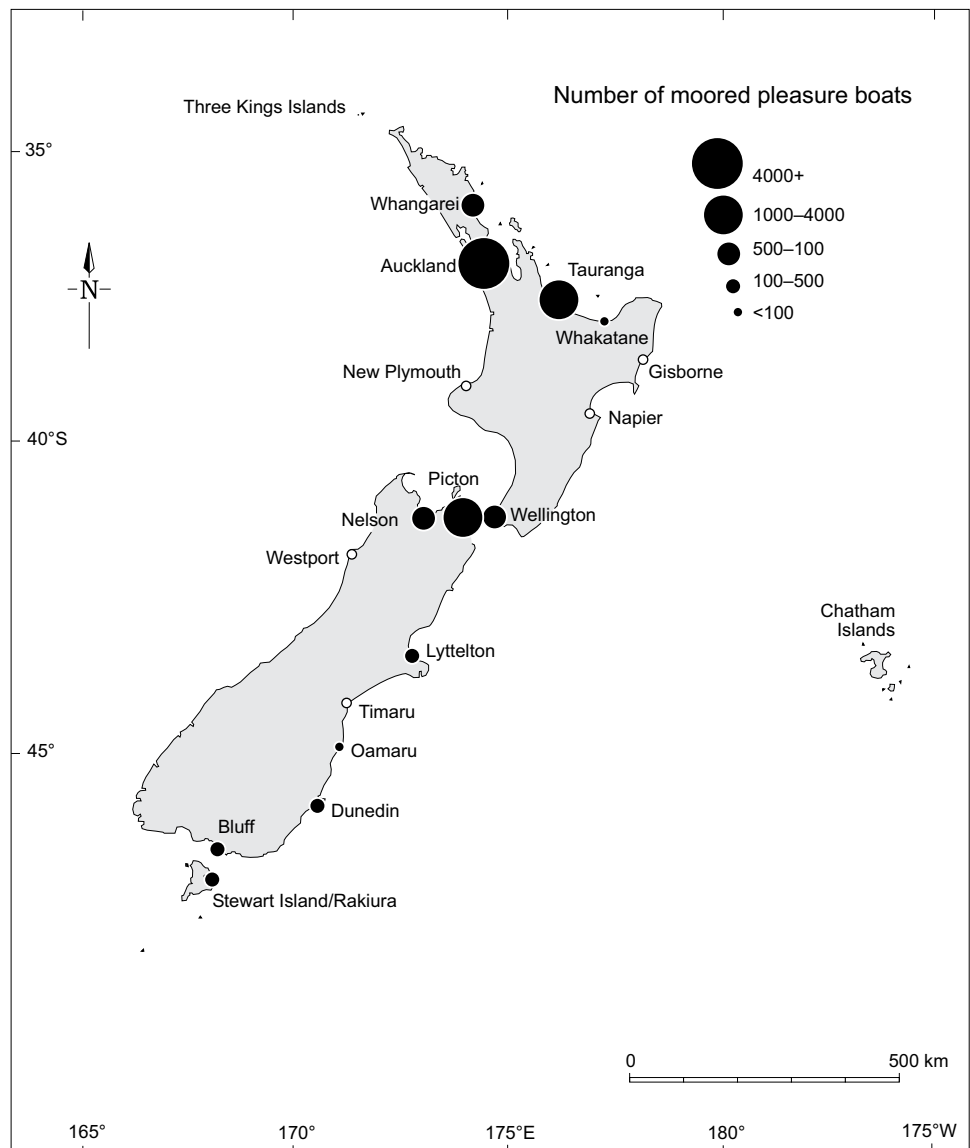 Three Kings Islands
Number of moored pleasure boats
35°
4000+
Whangarei
1000–4000
500–100
Auckland
Tauranga
100–500
N
<100
Whakatane
New Plymouth
Gisborne
Napier
40°S
Picton
Nelson
Wellington
Westport
Chatham
Islands
Lyttelton
Timaru
45°
Oamaru
Dunedin
Bluff
Stewart Island/Rakiura
0
500 km
165°
170°
175°E
180°
175°W